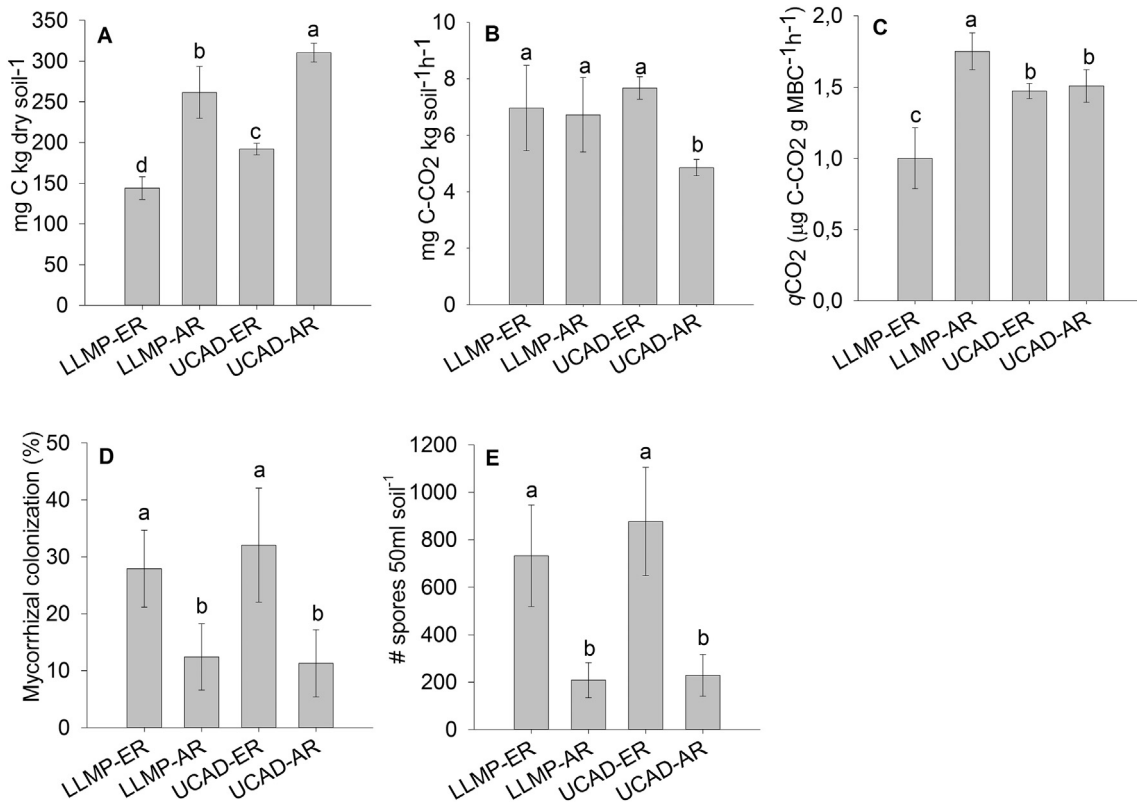 A
mg C kg dry soil-1
350
300
250
200
150
100
50
0
d
b
c
a
LLMP-ER
LLMP-AR
UCAD-ER
UCAD-AR
B
mg C-CO2 kg soil-1h-1
10
8
6
4
2
0
a
a
a
b
LLMP-ER
LLMP-AR
UCAD-ER
UCAD-AR
C
qCO2 (µg C-CO2 g MBC-1h-1)
2,0
1,5
1,0
0,5
0,0
c
a
b
b
LLMP-ER
LLMP-AR
UCAD-ER
UCAD-AR
D
Mycorrhizal colonization (%)
50
40
30
20
10
0
a
b
a
b
LLMP-ER
LLMP-AR
UCAD-ER
UCAD-AR
E
# spores 50ml soil-1
1200
1000
800
600
400
200
0
a
b
a
b
LLMP-ER
LLMP-AR
UCAD-ER
UCAD-AR